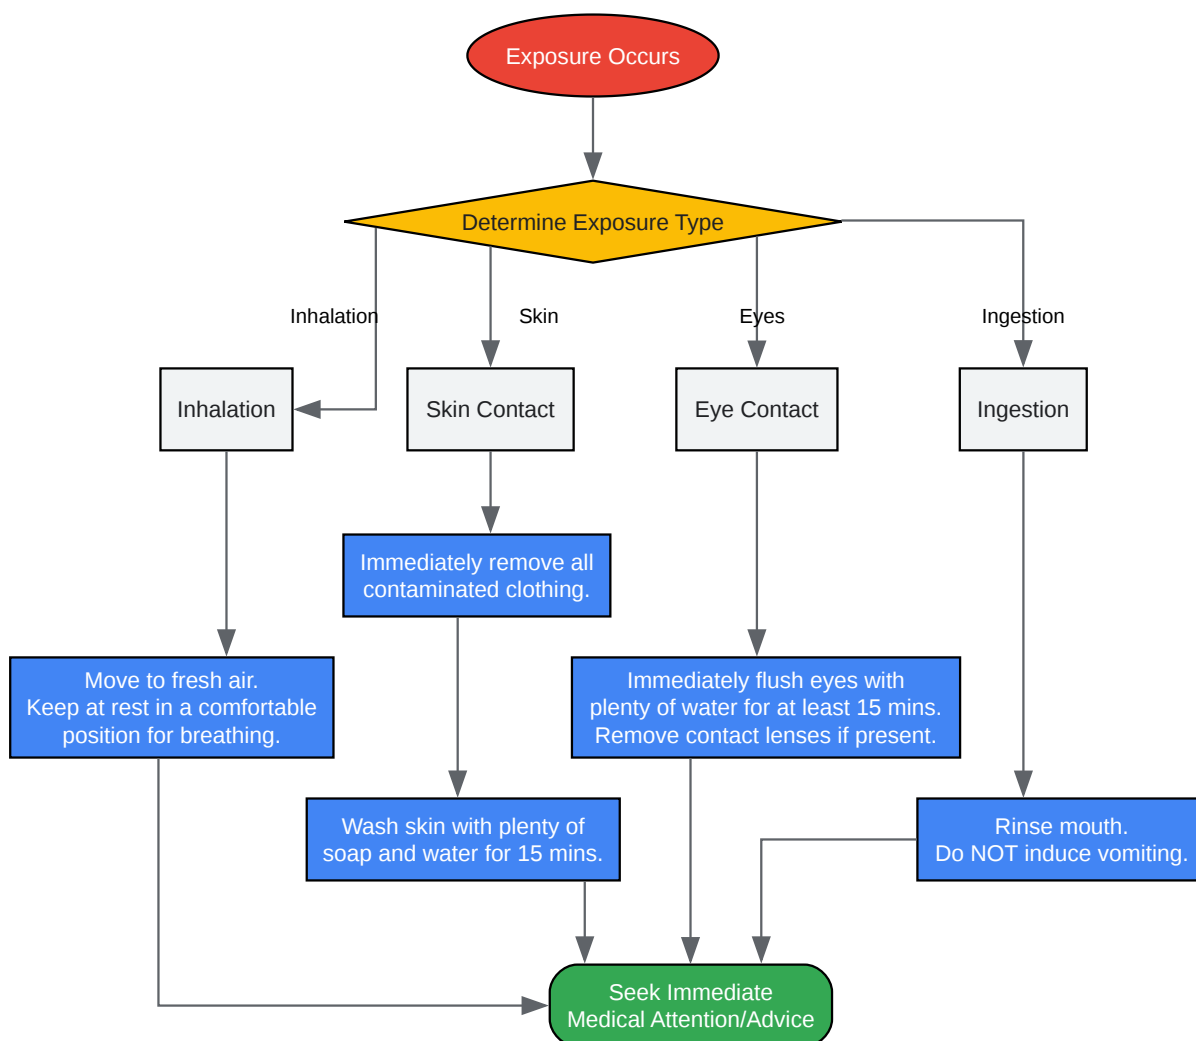 Exposure Occurs
Determine Exposure Type
Inhalation
Skin
Eyes
Ingestion
Inhalation
Skin Contact
Eye Contact
Ingestion
Immediately remove all
contaminated clothing.
Move to fresh air.
Keep at rest in a comfortable
position for breathing.
Immediately flush eyes with
plenty of water for at least 15 mins.
Remove contact lenses if present.
Wash skin with plenty of
soap and water for 15 mins.
Rinse mouth.
Do NOT induce vomiting.
Seek Immediate
Medical Attention/Advice